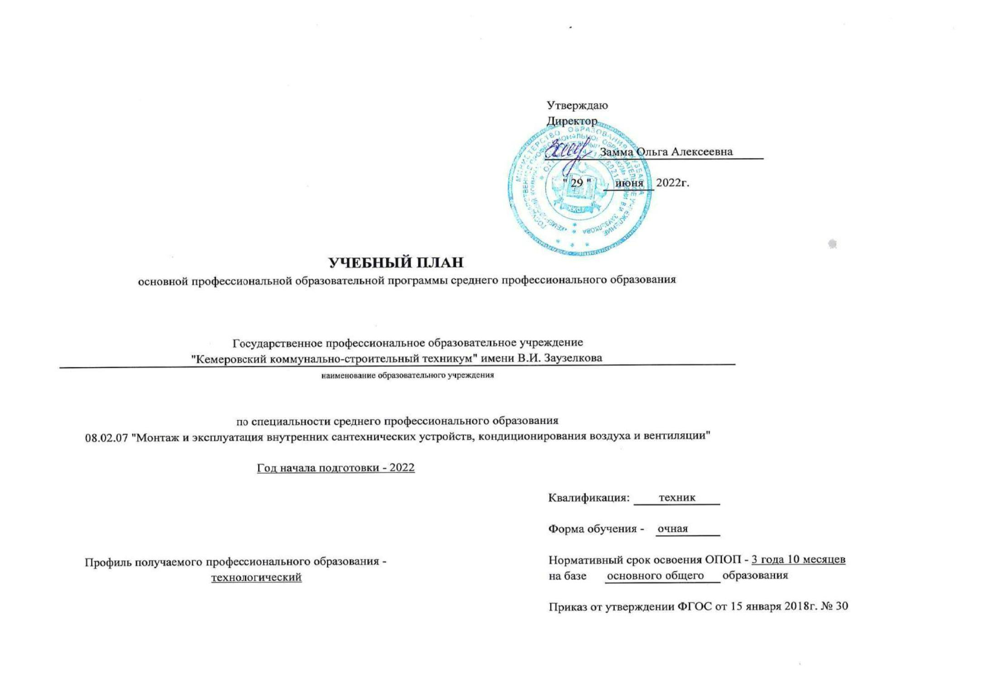 Утверждаю
Директор
Замма Ольга Алексеевна
" 29 " июня 2022г.
МИНИСТЕРСТВО ОБРАЗОВАНИЯ КУЗБАССА
ККСТ
УЧЕБНЫЙ ПЛАН
основной профессиональной образовательной программы среднего профессионального образования
Государственное профессиональное образовательное учреждение
"Кемеровский коммунально-строительный техникум" имени В.И. Заузелкова
наименование образовательного учреждения
по специальности среднего профессионального образования
08.02.07 "Монтаж и эксплуатация внутренних сантехнических устройств, кондиционирования воздуха и вентиляции"
Год начала подготовки - 2022
Квалификация: техник
Форма обучения - очная
Профиль получаемого профессионального образования -
технологический
Нормативный срок освоения ОПОП - 3 года 10 месяцев
на базе основного общего образования
Приказ от утверждении ФГОС от 15 января 2018г. № 30